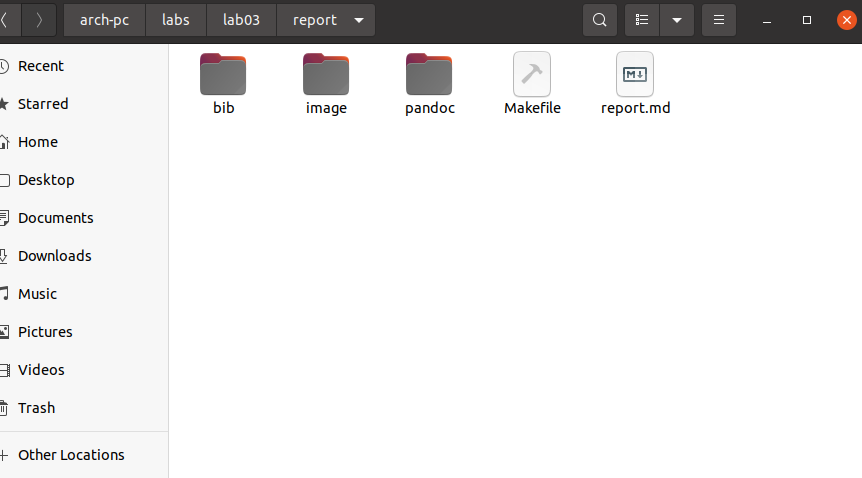 arch-pc labs lab03 report
Recent
Starred
Home
Desktop
Documents
Downloads
Music
Pictures
Videos
Trash
Other Locations
bib image pandoc Makefile report.md
M↓